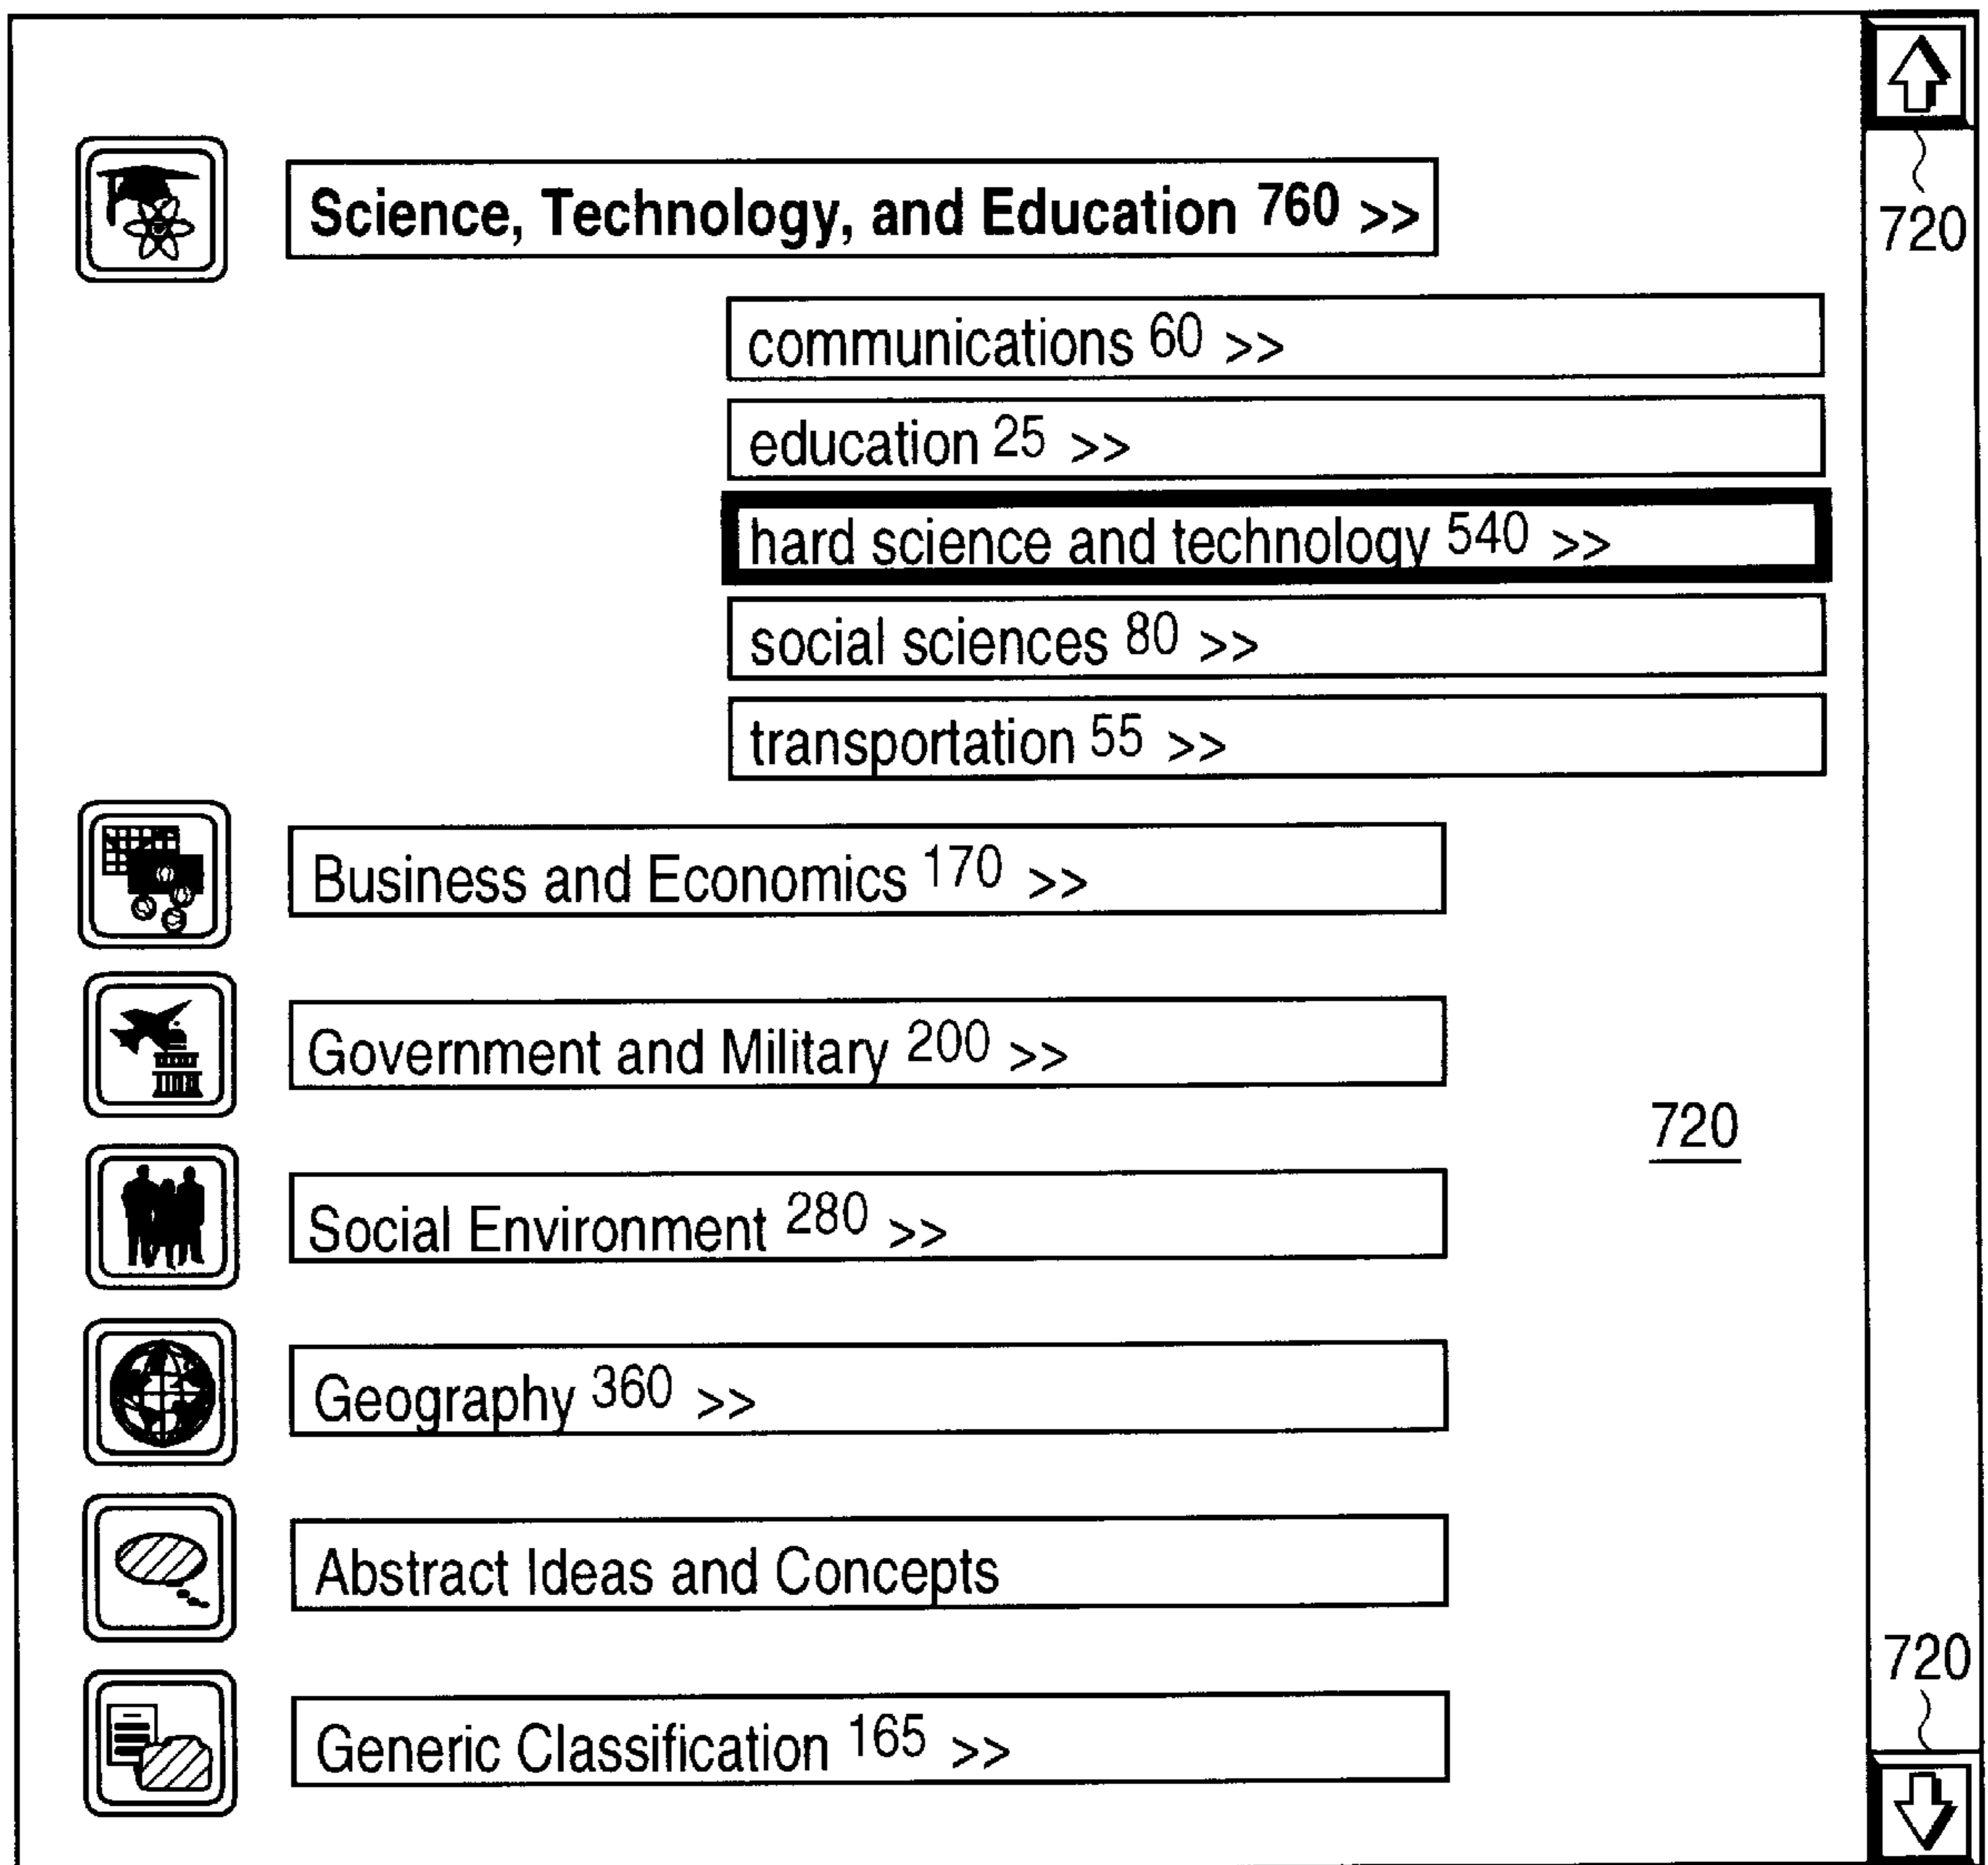 Science, Technology, and Education 760 >>
720
communications 60 >>
education 25 >>
hard science and technology 540 >>
social sciences 80 >>
transportation 55 >>
Business and Economics 170 >>
Government and Military 200 >>
720
Social Environment 280 >>
Geography 360 >>
Abstract Ideas and Concepts
720
Generic Classification 165 >>